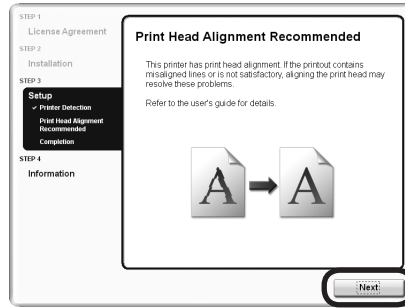 STEP 1
License Agreement
STEP 2
Installation
STEP 3
Setup
✓ Printer Detection
Print Head Alignment
Recommended
Completion
STEP 4
Information
Print Head Alignment Recommended
This printer has print head alignment. If the printout contains
misaligned lines or is not satisfactory, aligning the print head may
resolve these problems.
Refer to the user's guide for details.
A
A
Next